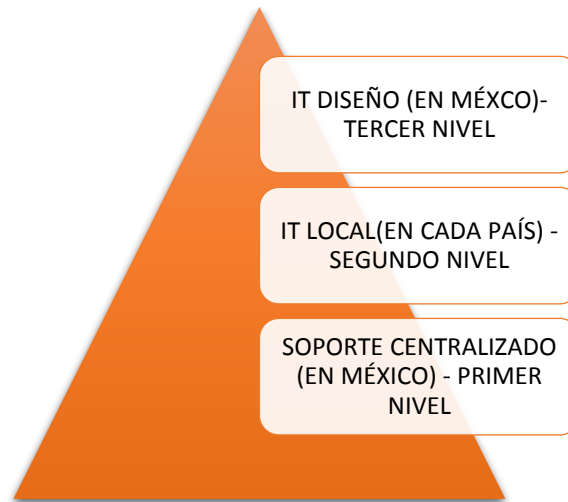 IT DISEÑO (EN MÉXCO)-
TERCER NIVEL
IT LOCAL(EN CADA PAÍS) -
SEGUNDO NIVEL
SOPORTE CENTRALIZADO
(EN MÉXICO) - PRIMER
NIVEL